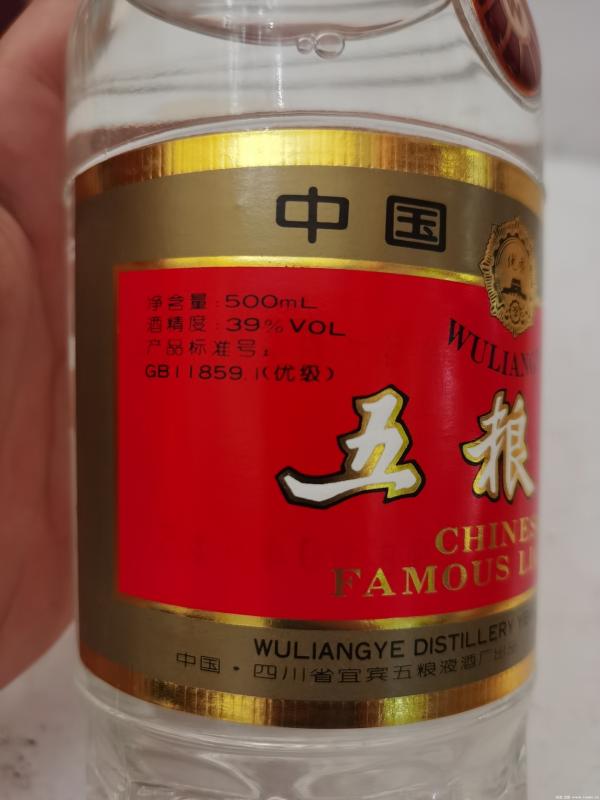 中国
净含量:500mL
酒精度:39%VOL
产品标准号:
GB11859.1(优级)
WULIANG
五粮
CHINES
FAMOUS LI
WULIANGYE DISTILLERY
中国·四川省宜宾五粮液酒厂出